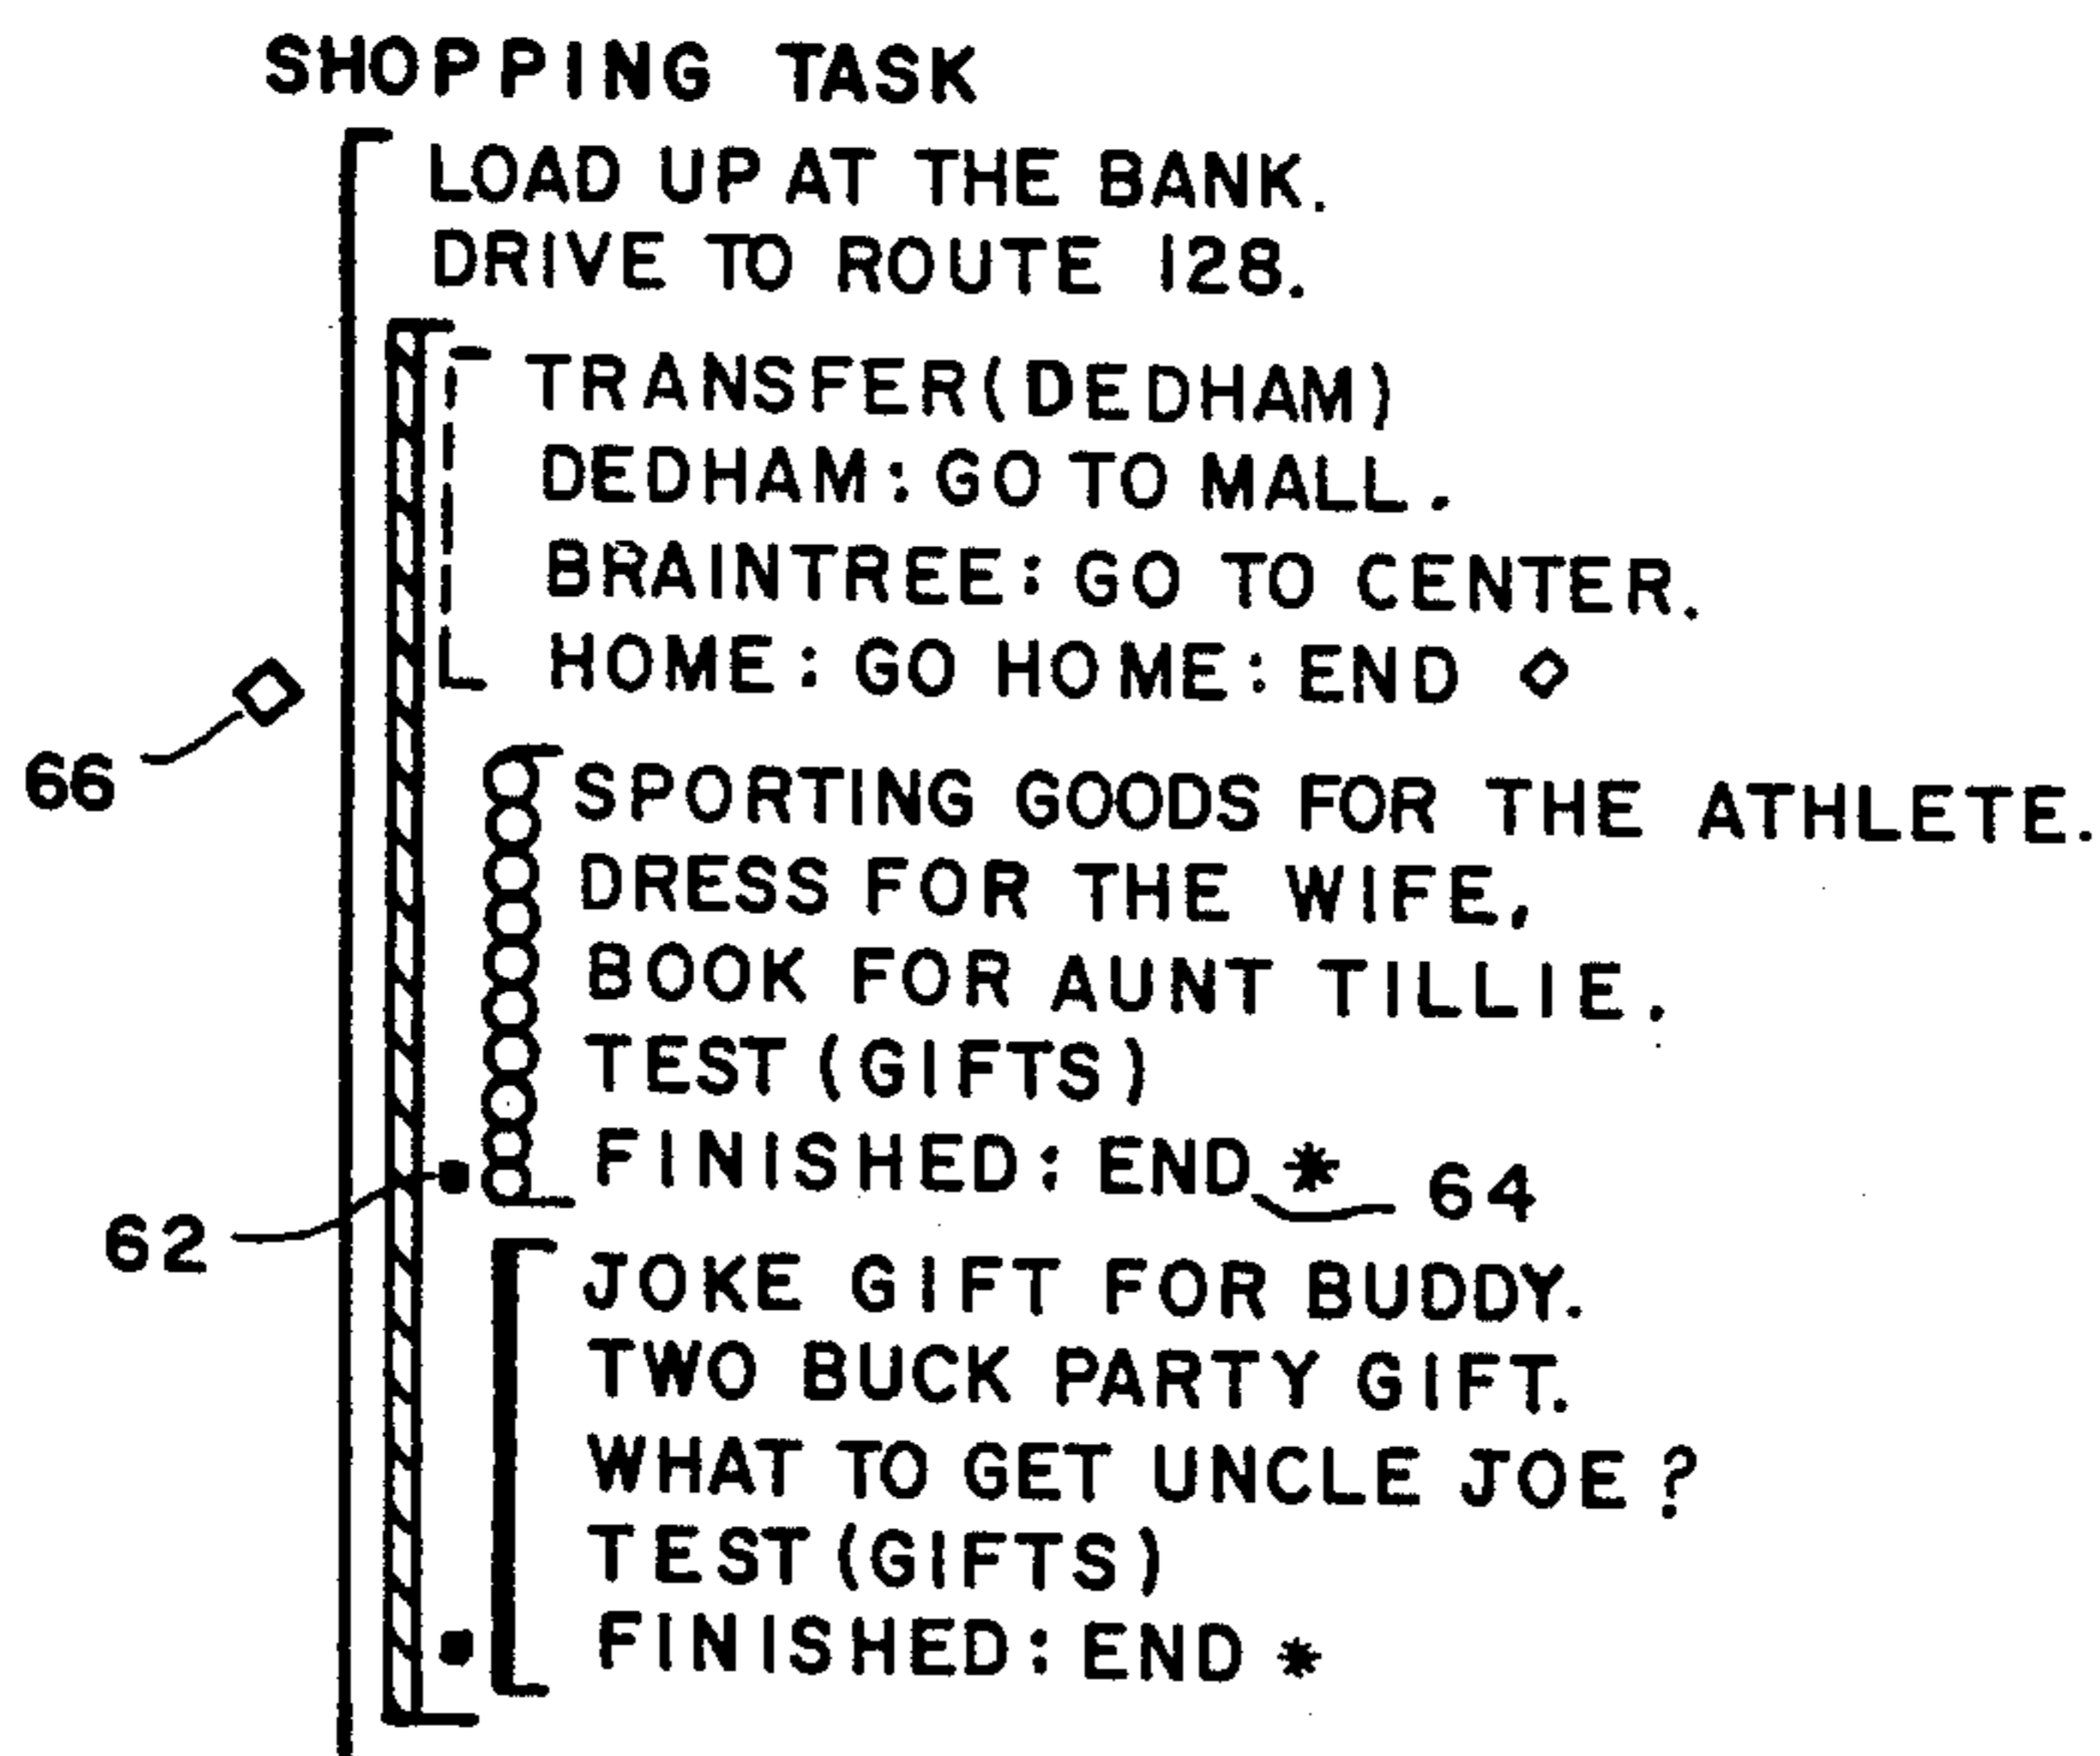 SHOPPING TASK
LOAD UP AT THE BANK.
DRIVE TO ROUTE 128.
TRANSFER(DEDHAM)
DEDHAM: GO TO MALL.
BRAINTREE: GO TO CENTER.
HOME: GO HOME: END ◇
66
SPORTING GOODS FOR THE ATHLETE.
DRESS FOR THE WIFE,
BOOK FOR AUNT TILLIE.
TEST (GIFTS)
FINISHED: END * 64
62
JOKE GIFT FOR BUDDY.
TWO BUCK PARTY GIFT.
WHAT TO GET UNCLE JOE?
TEST (GIFTS)
FINISHED: END *